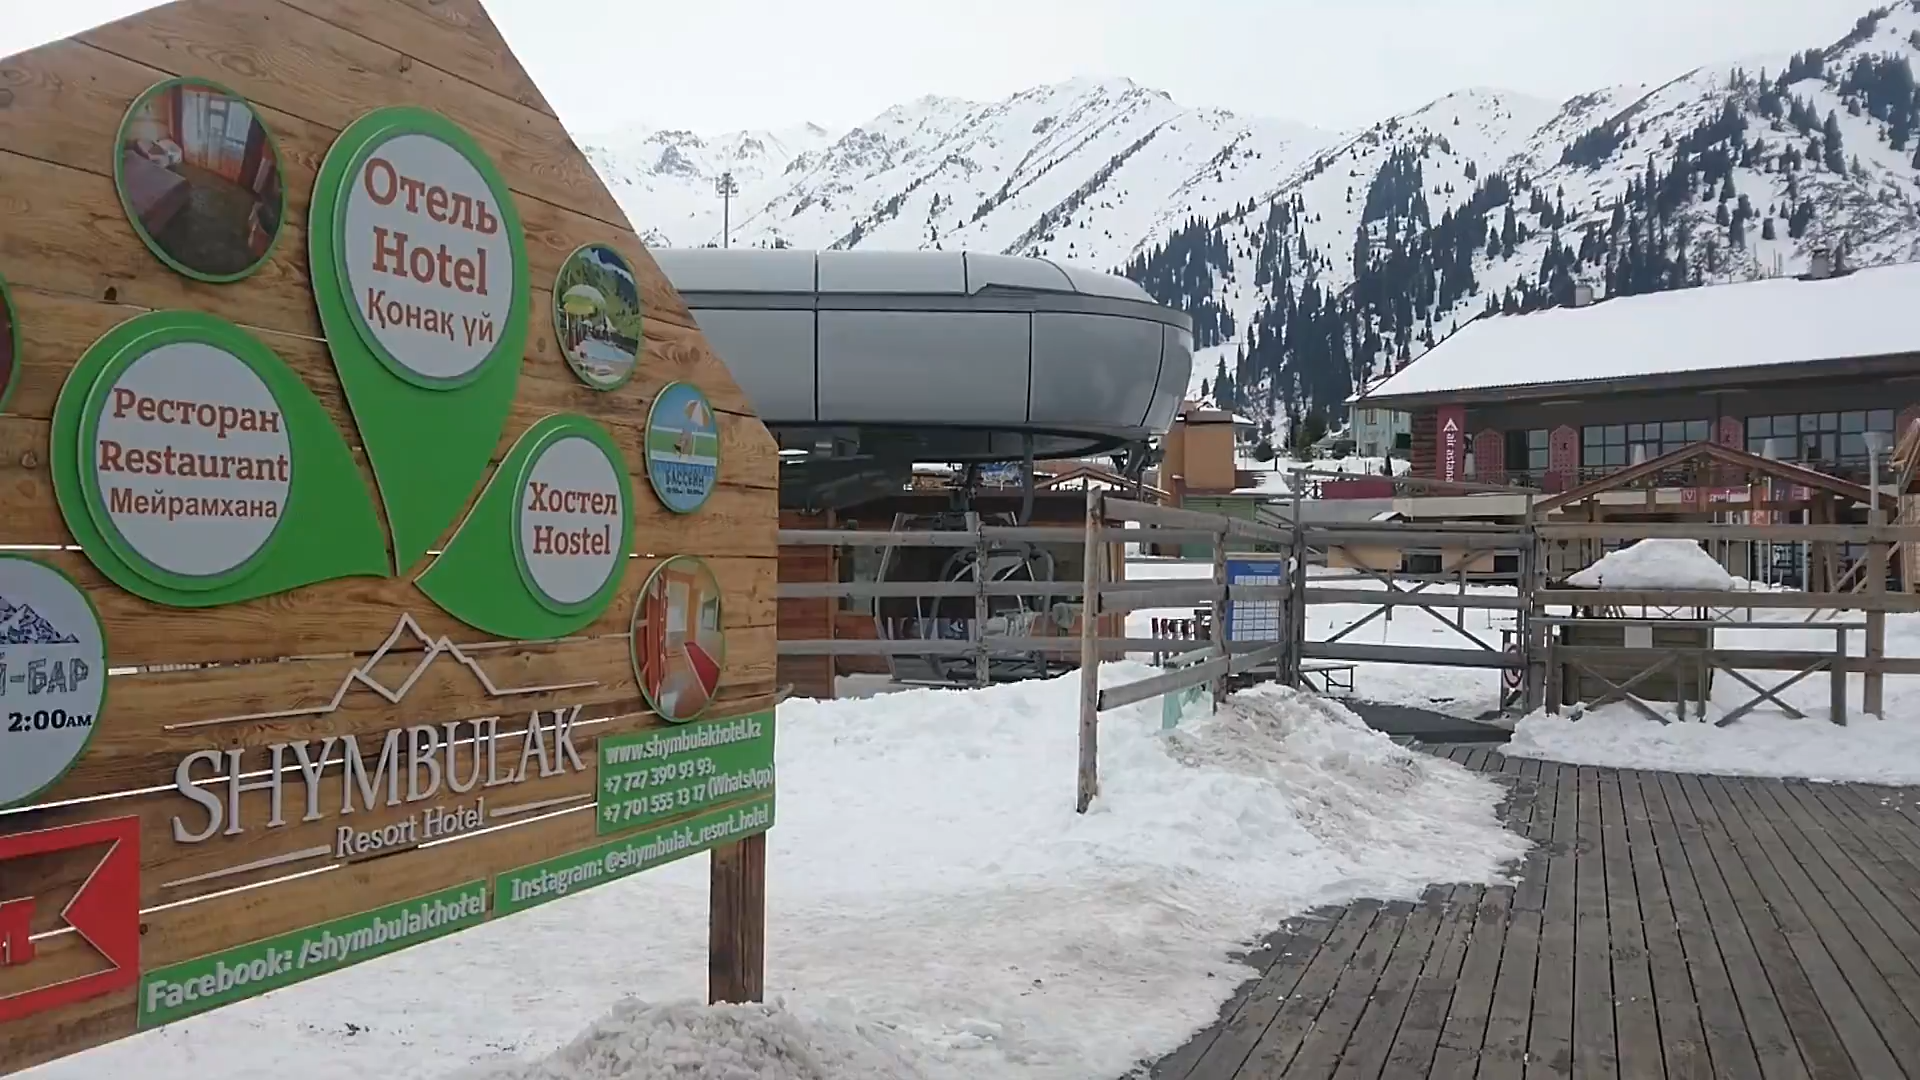 Отель
Hotel
Қонақ үй
Ресторан
Restaurant
Мейрамхана
Хостел
Hostel
БАССЕЙН
БАР
2:00AM
SHYMBULAK
Resort Hotel
www.shymbulakhotel.kz
+7 727 390 93 93,
+7 701 555 13 17 (WhatsApp)
Facebook: /shymbulakhotel
Instagram: @shymbulak_resort_hotel
air astana